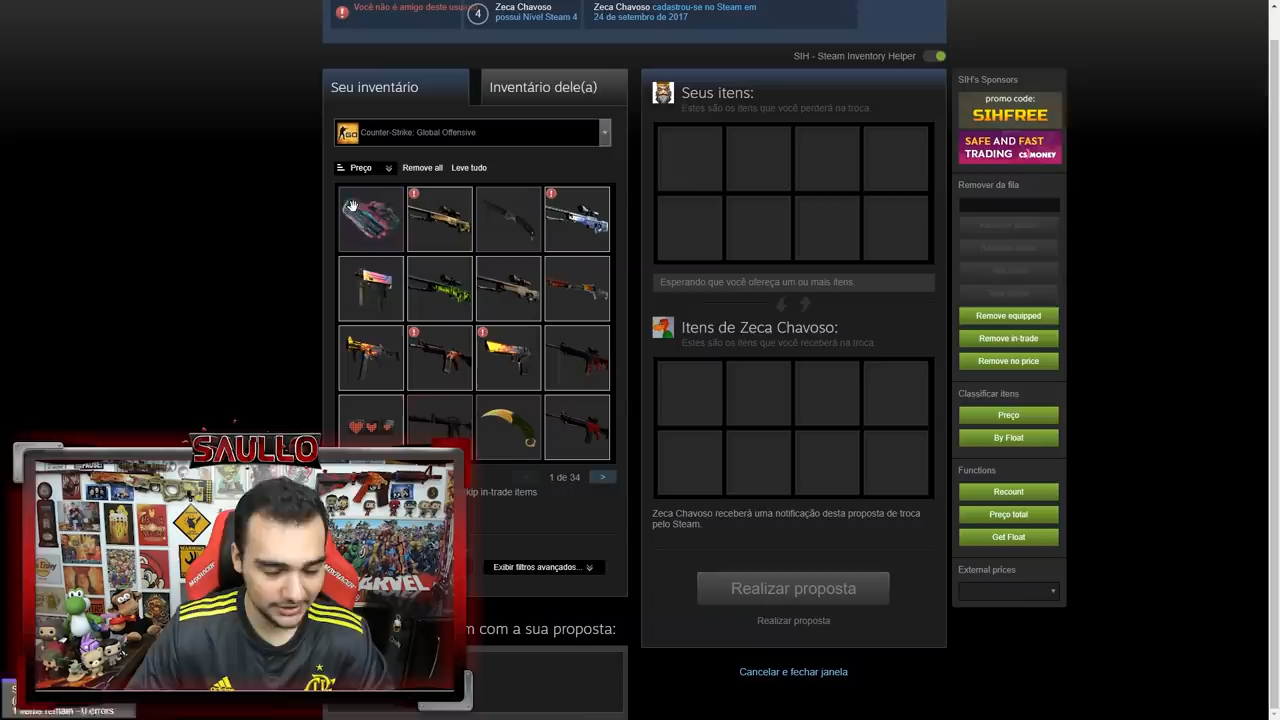 Você não é amigo deste
4
Zeca Chavoso
possui Nível Steam 4
Zeca Chavoso cadastrou-se no Steam em
24 de setembro de 2017
SIH - Steam Inventory Helper
Seu inventário
Inventário dele(a)
Counter-Strike: Global Offensive
Preço
Remove all
Leve tudo
1 de 34
>
in-trade items
Exibir filtros avançados...
com a sua proposta:
Seus itens:
Estes são os itens que você perderá na troca.
Esperando que você ofereça um ou mais itens.
Itens de Zeca Chavoso:
Estes são os itens que você receberá na troca.
Zeca Chavoso receberá uma notificação desta proposta de troca
pelo Steam.
Realizar proposta
Realizar proposta
Cancelar e fechar janela
SIH's Sponsors
promo code:
SIHFREE
SAFE AND FAST
TRADING CS.MONEY
Remover da fila
Remove equipped
Remove in-trade
Remove no price
Classificar itens
Preço
By Float
Functions
Recount
Preço total
Get Float
External prices
SAULLO